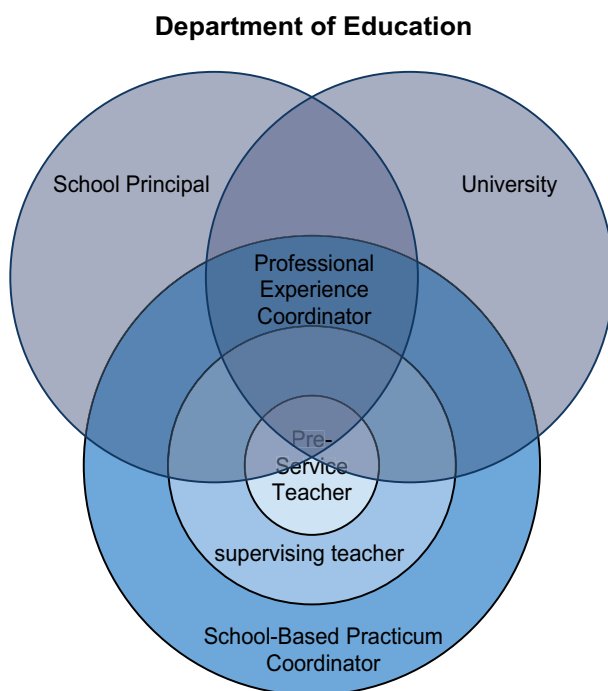 Department of Education
School Principal
University
Professional
Experience
Coordinator
Pre-
Service
Teacher
supervising teacher
School-Based Practicum
Coordinator